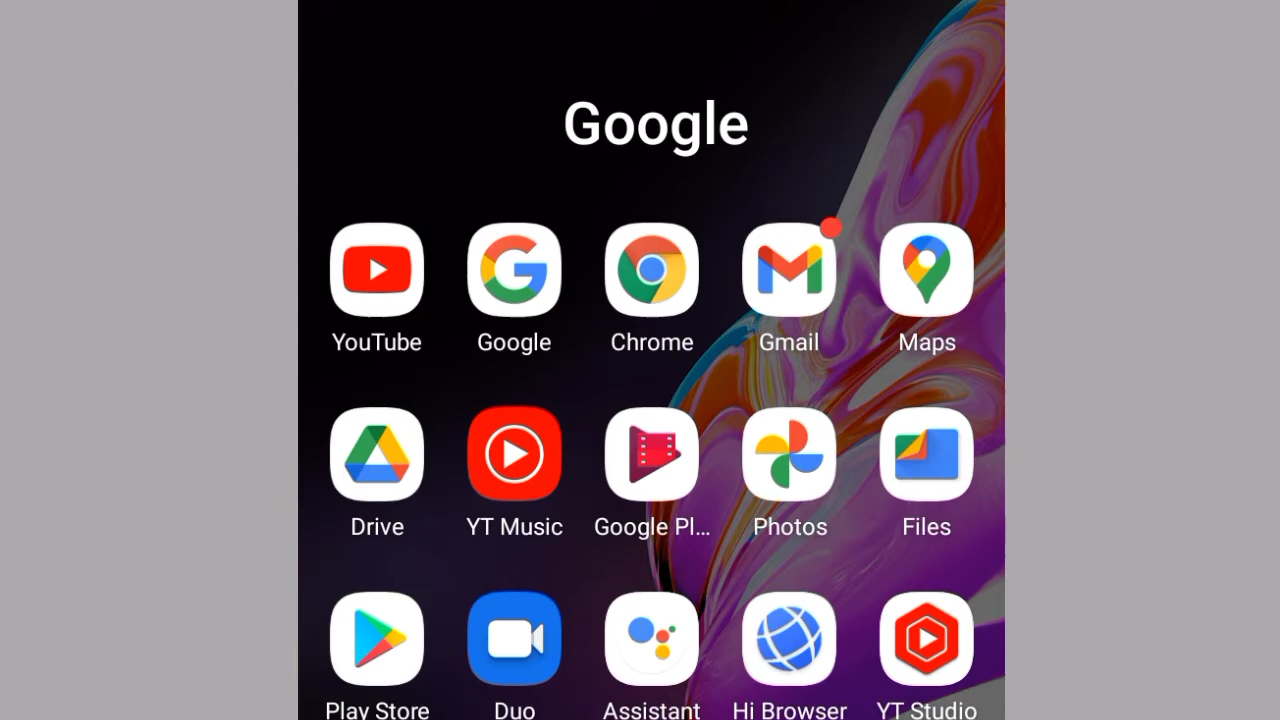 Google
YouTube Google Chrome Gmail Maps
Drive YT Music Google Pl... Photos Files
Play Store Duo Assistant Hi Browser YT Studio